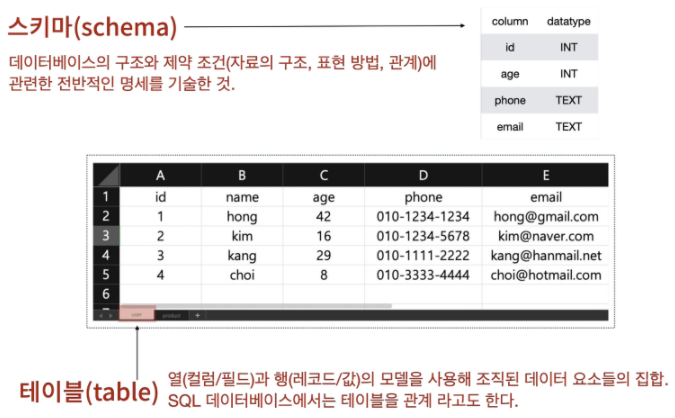 스키마(schema)
데이터베이스의 구조와 제약 조건(자료의 구조, 표현 방법, 관계)에
관련한 전반적인 명세를 기술한 것.
column datatype
id INT
age INT
phone TEXT
email TEXT
A B C D E
1 id name age phone email
2 1 hong 42 010-1234-1234 hong@gmail.com
3 2 kim 16 010-1234-5678 kim@naver.com
4 3 kang 29 010-1111-2222 kang@hanmail.net
5 4 choi 8 010-3333-4444 choi@hotmail.com
6
user product +
테이블(table)
열(컬럼/필드)과 행(레코드/값)의 모델을 사용해 조직된 데이터 요소들의 집합.
SQL 데이터베이스에서는 테이블을 관계 라고도 한다.